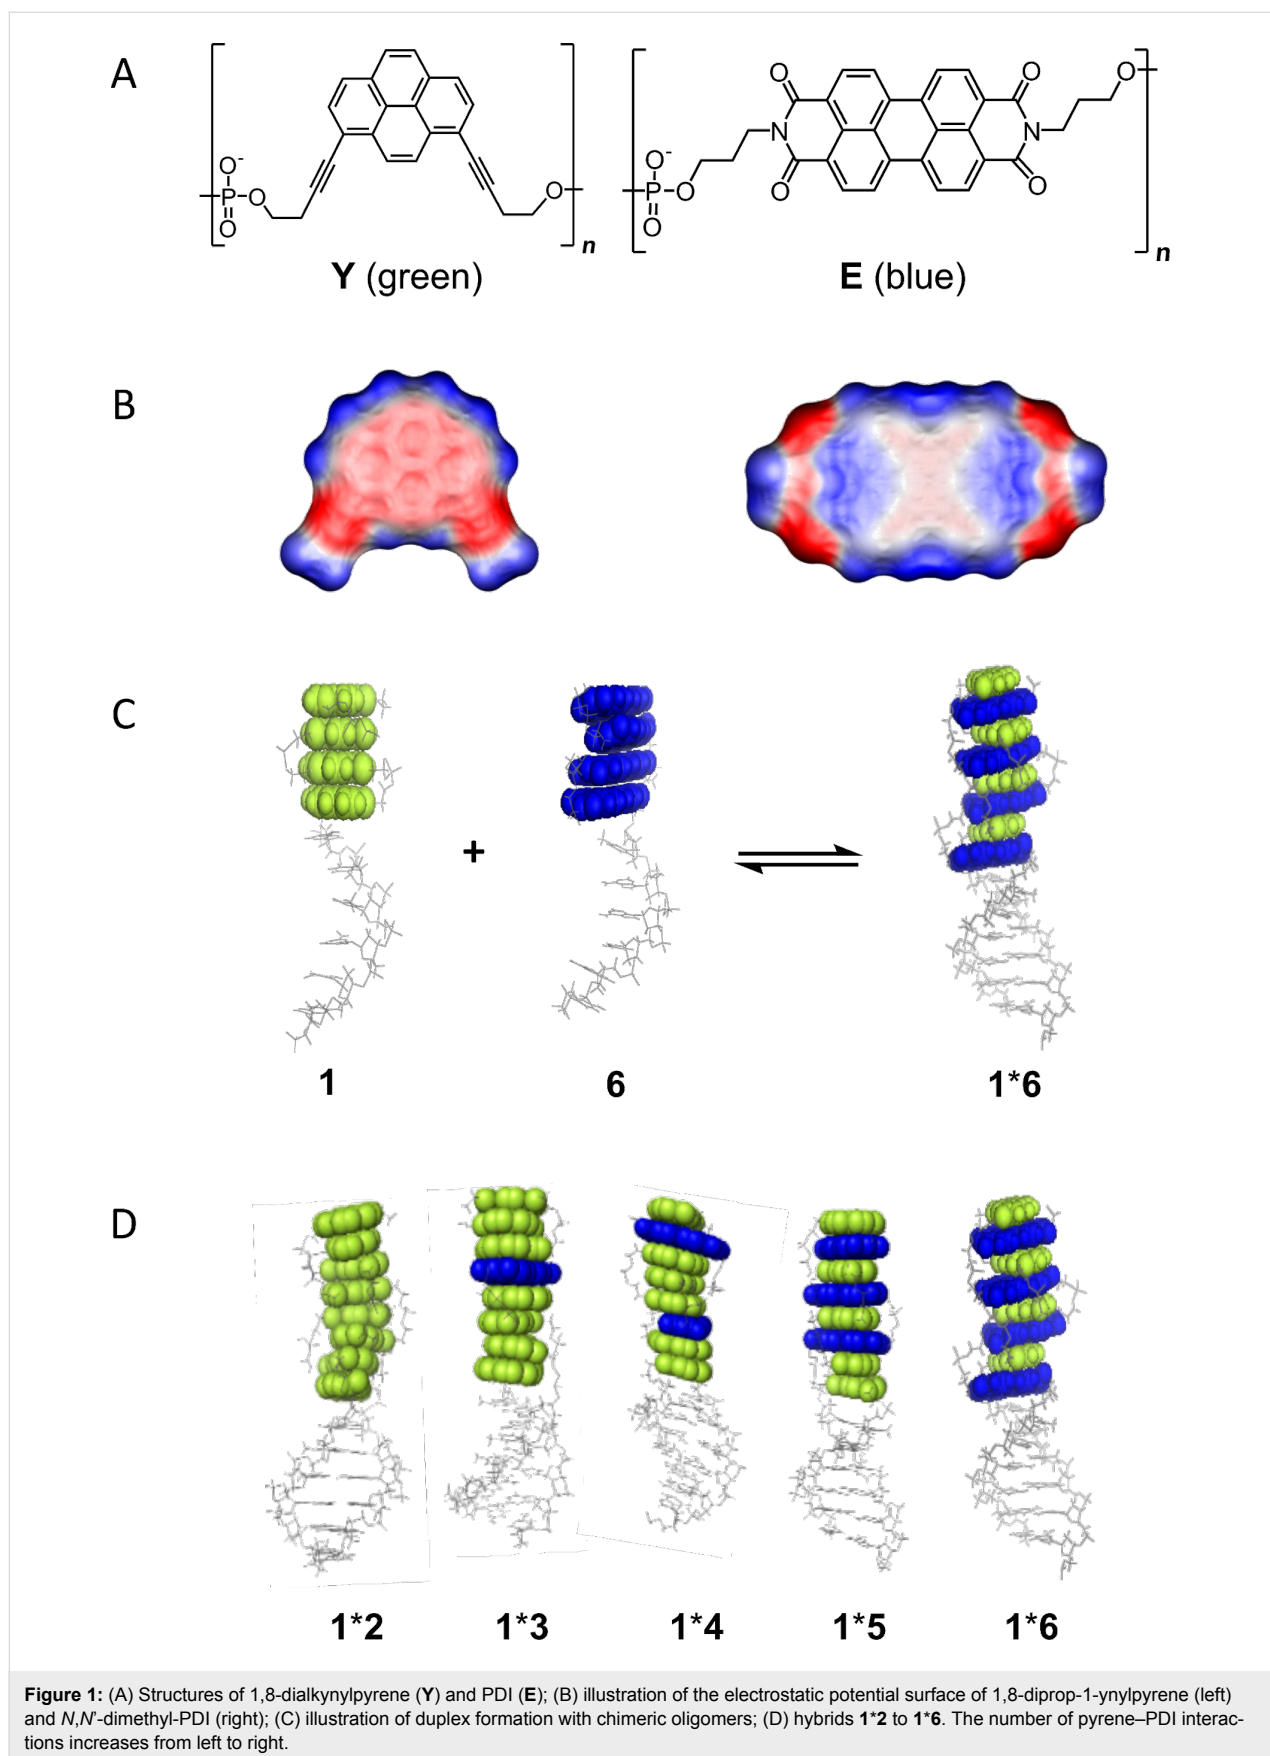 A
O⁻
P
O
O
O
n
O
O
N
O
O
N
O
O
O⁻
P
O
O
n
Y (green)
E (blue)
B
C
+
1
6
1*6
D
1*2
1*3
1*4
1*5
1*6
Figure 1: (A) Structures of 1,8-dialkynylpyrene (Y) and PDI (E); (B) illustration of the electrostatic potential surface of 1,8-diprop-1-ynylpyrene (left)
and N,N’-dimethyl-PDI (right); (C) illustration of duplex formation with chimeric oligomers; (D) hybrids 1*2 to 1*6. The number of pyrene–PDI interac-
tions increases from left to right.